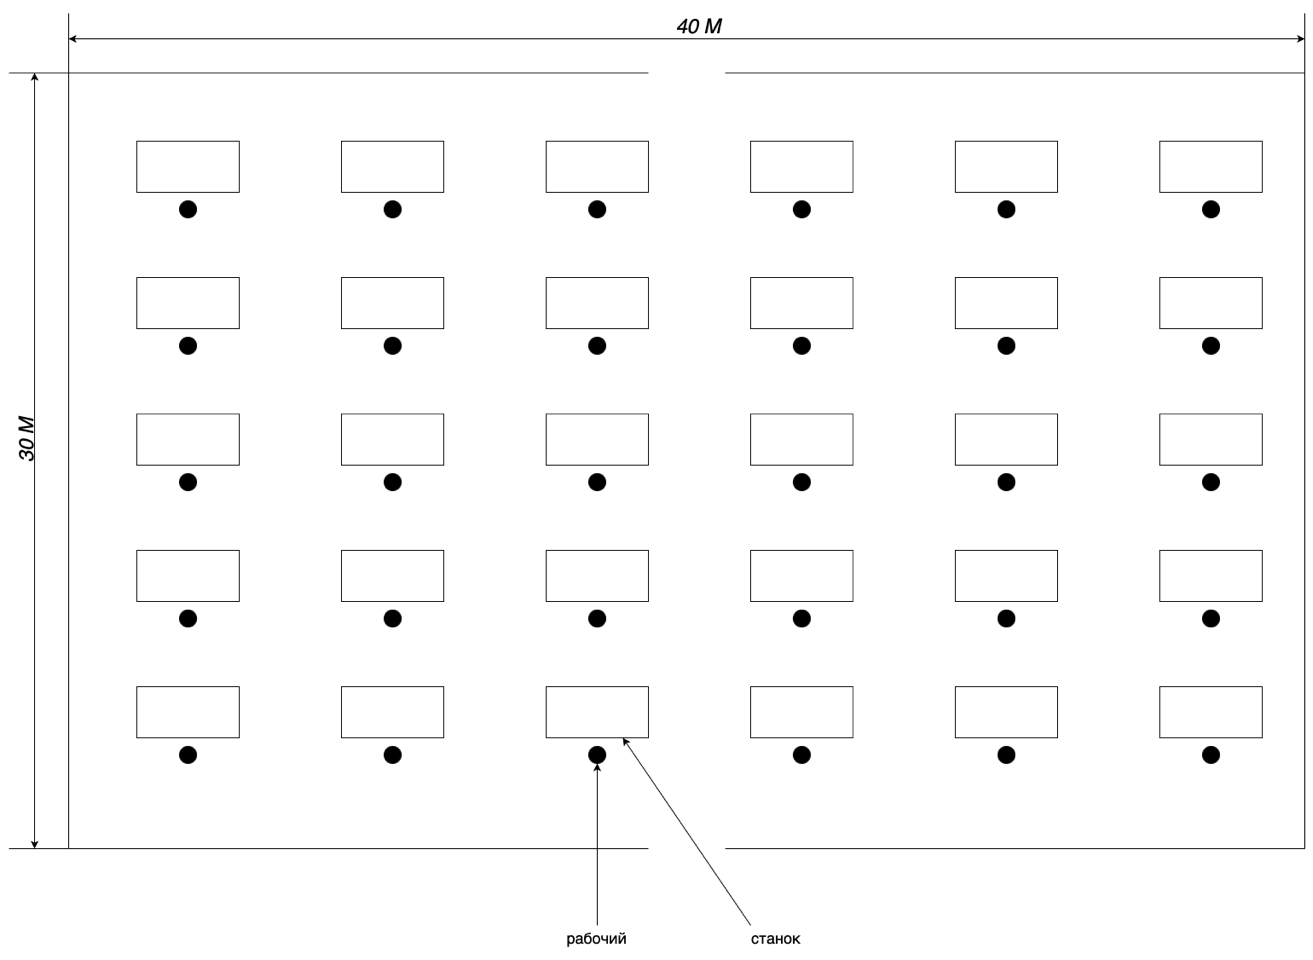 40 М
30 М
рабочий
станок